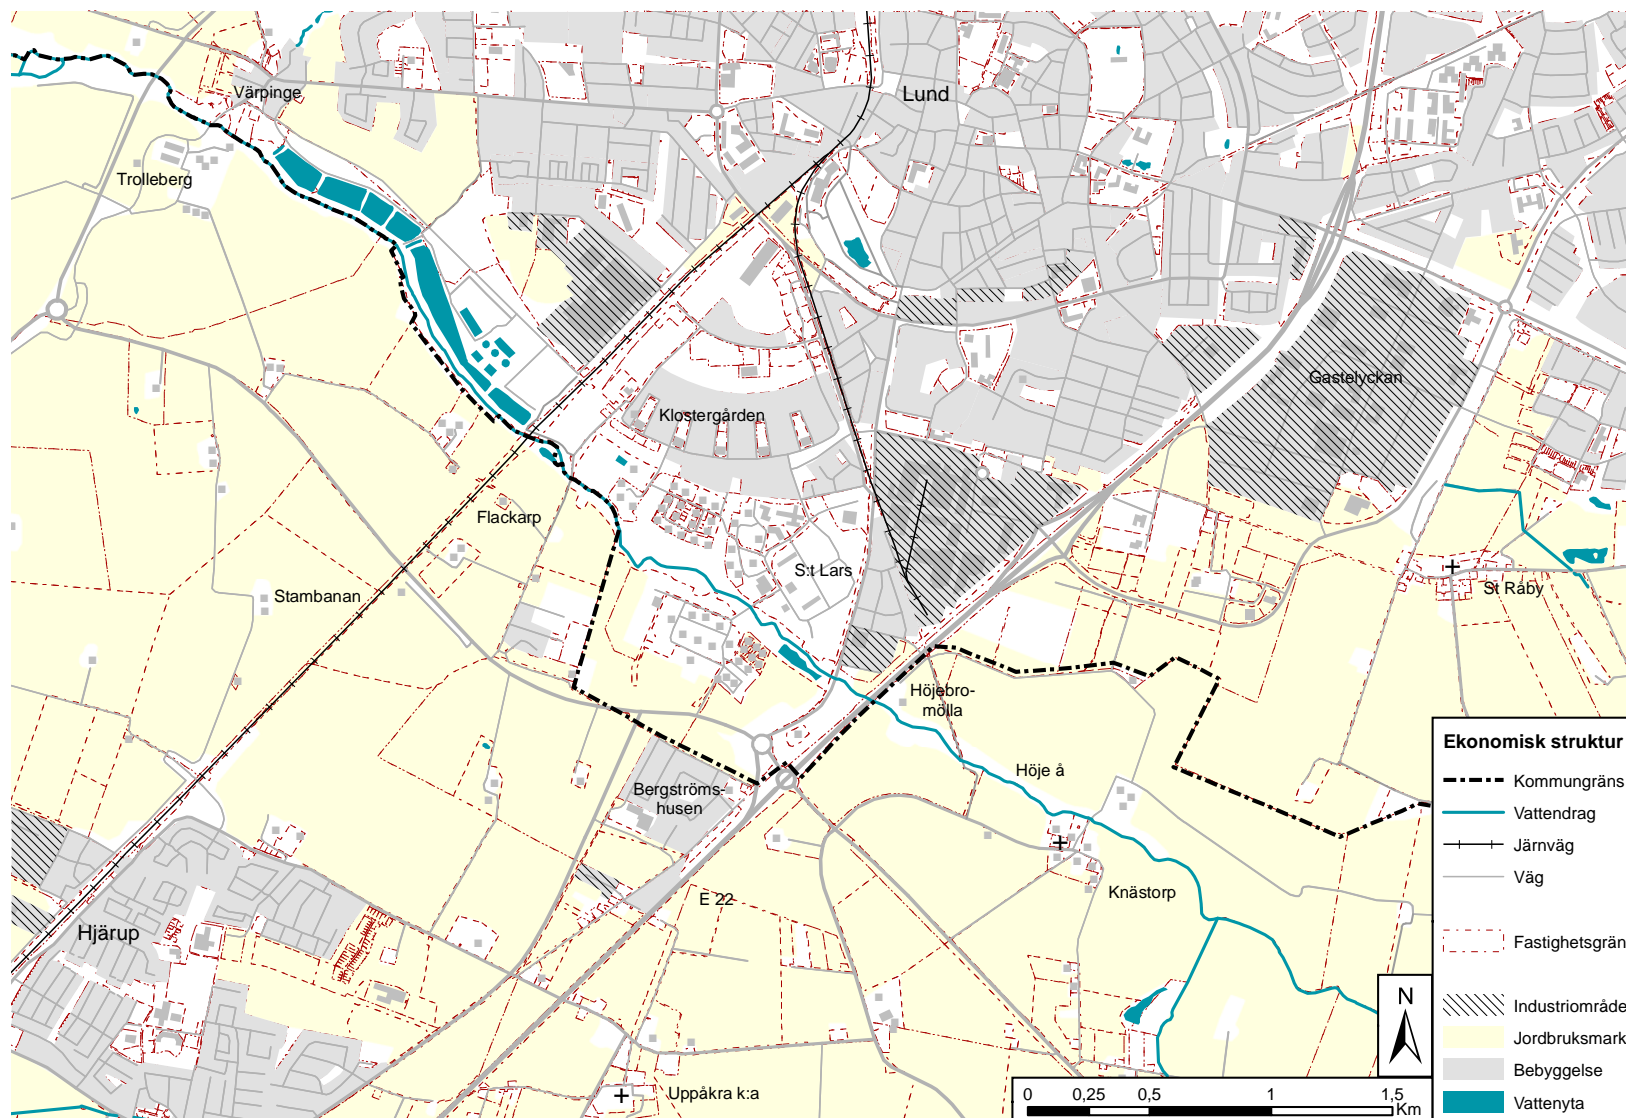 Lund
Värpinge
Trolleberg
Gastelyckan
Klostergården
Flackarp
S:t Lars
Stambanan
St Råby
Höjebro-
mölla
Höje å
Bergströms-
husen
Knästorp
E 22
Hjärup
Uppåkra k:a
Ekonomisk struktur
Kommungräns
Vattendrag
Järnväg
Väg
Fastighetsgrän
Industriområde
Jordbruksmark
Bebyggelse
Vattenyta
N
0 0,25 0,5 1 1,5
Km